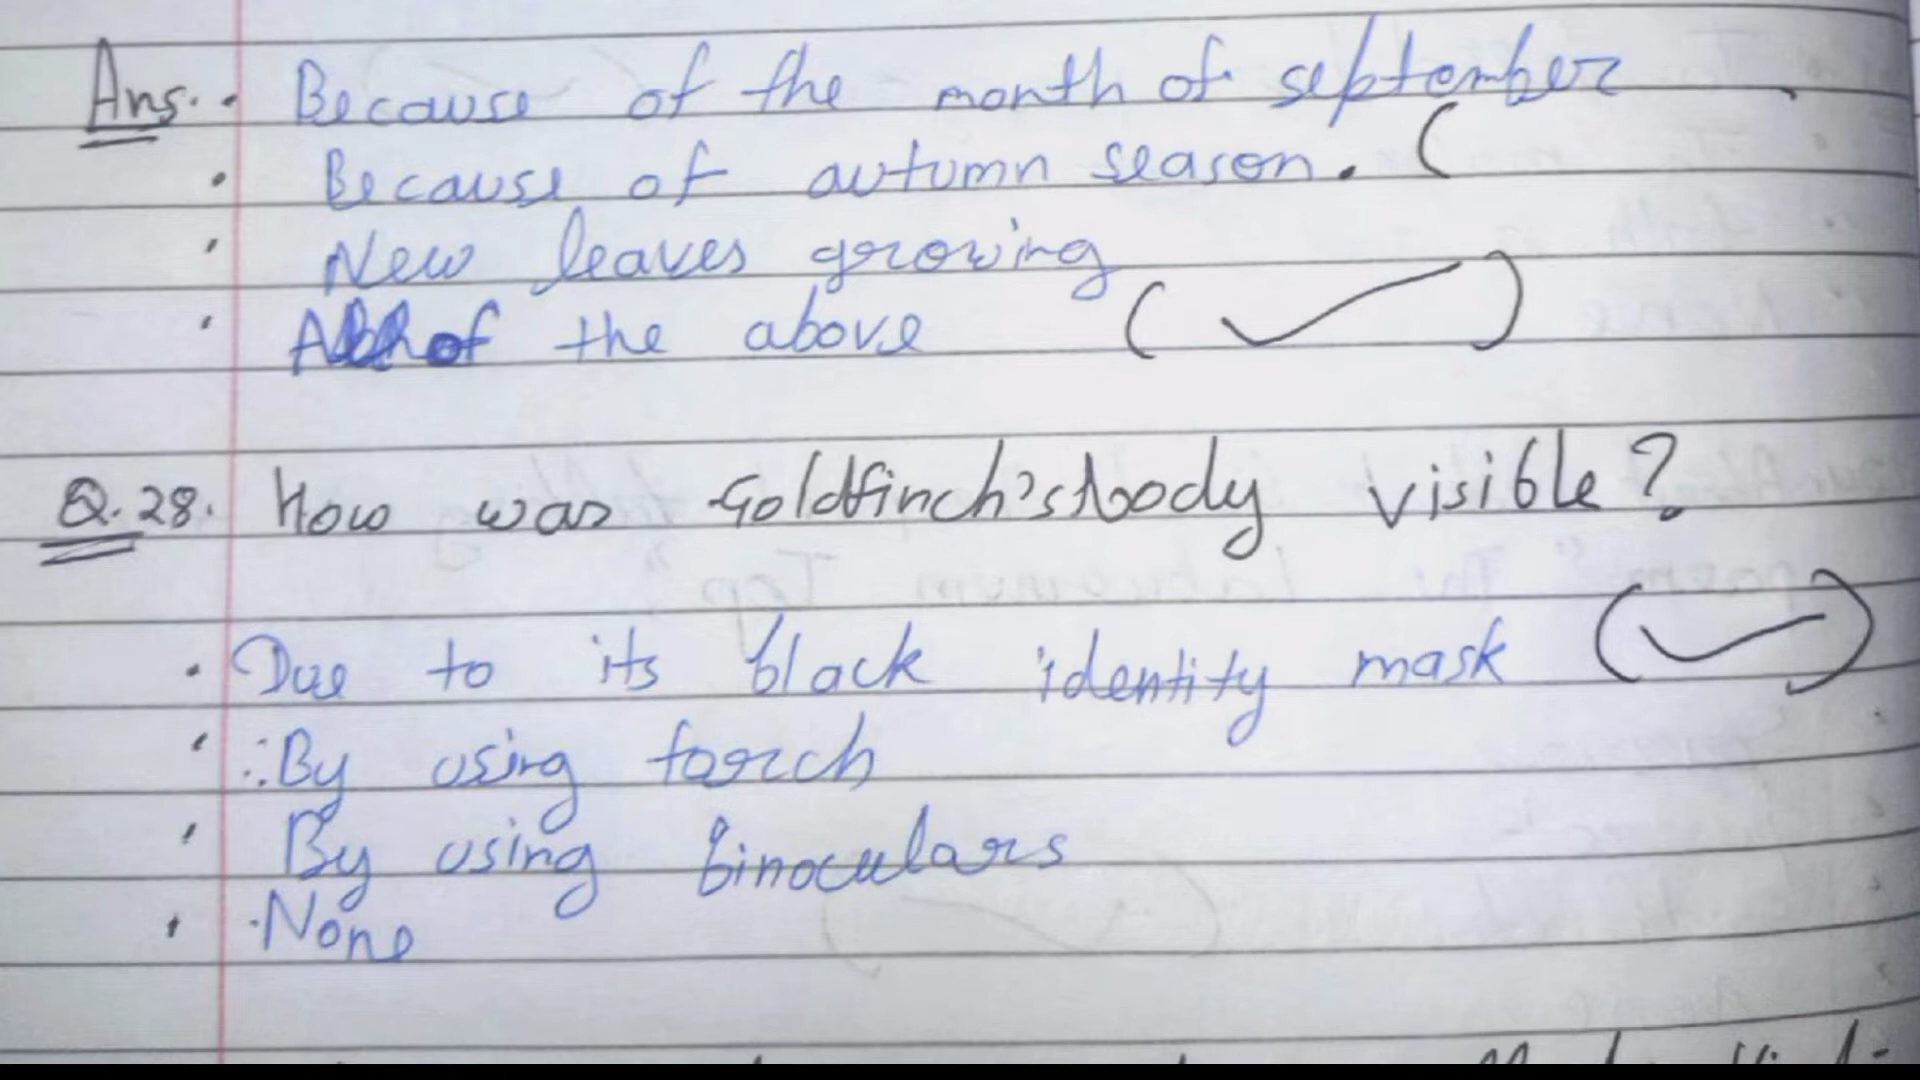 Ans. • Because of the month of september
• Because of autumn season. (
• New leaves growing
• All of the above (✓)
Q.28. How was Goldfinch's body visible?
• Due to its black identity mask (✓)
• By using torch
• By using binoculars
• None